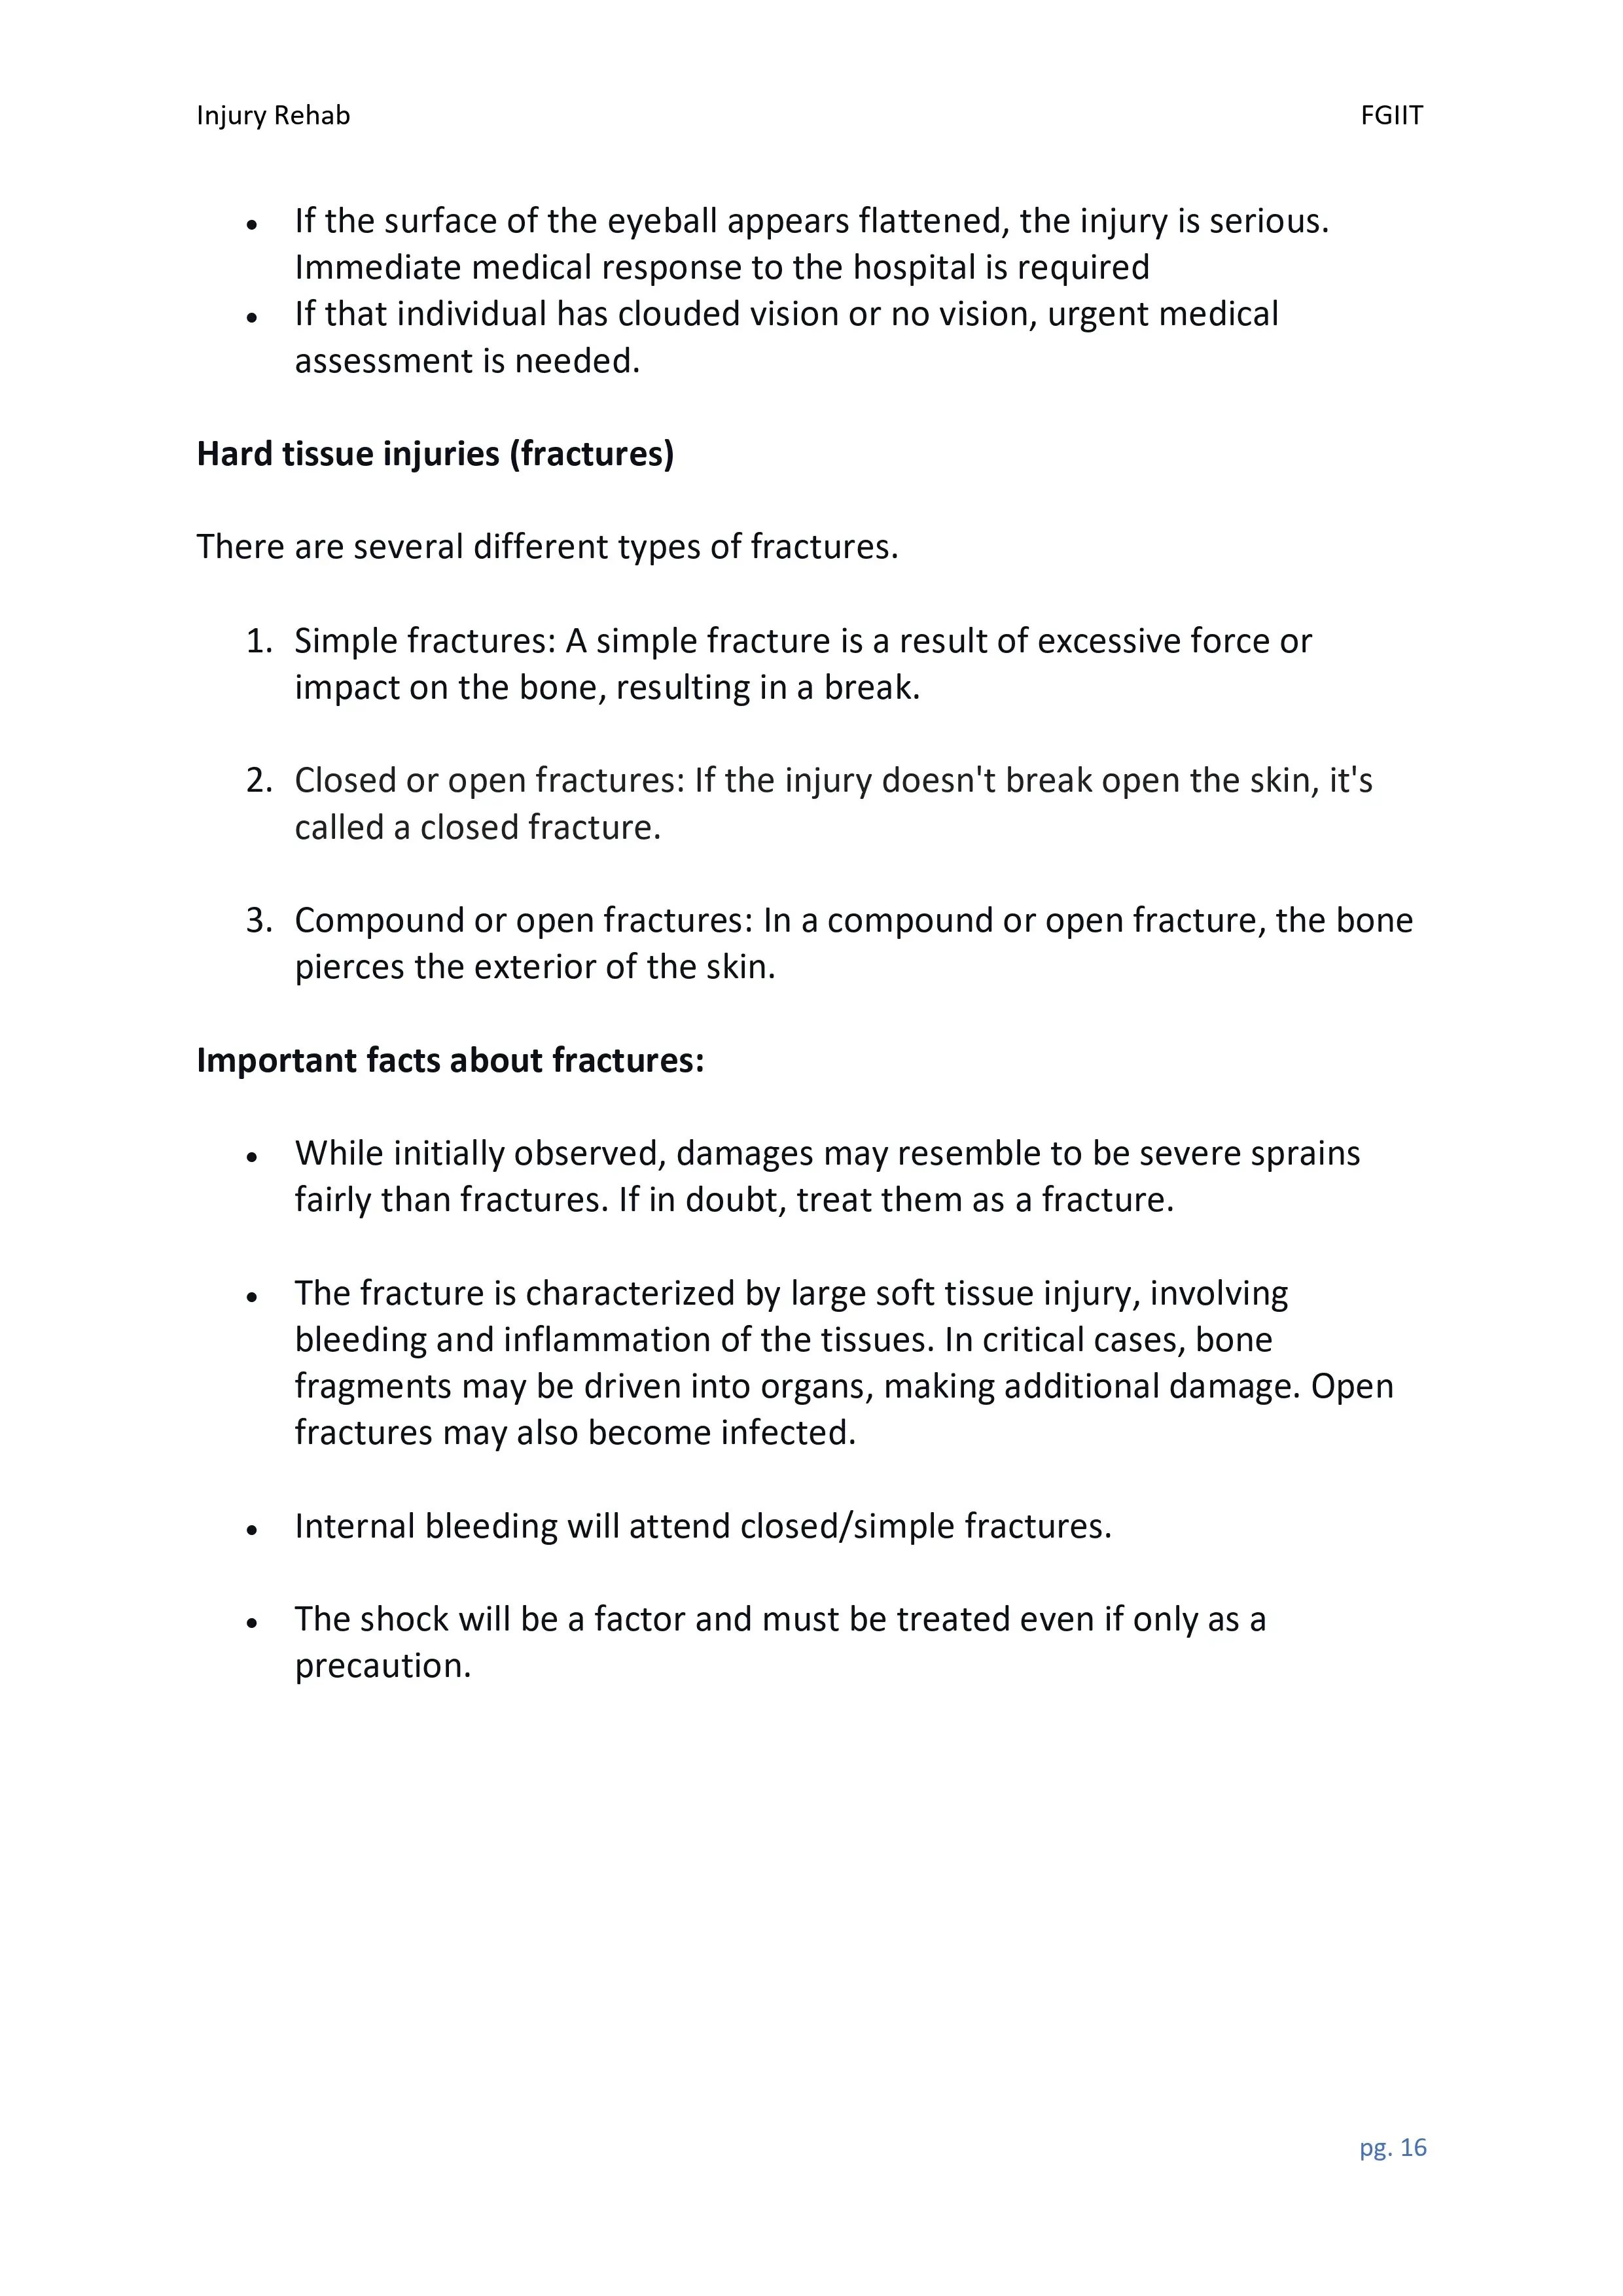 Injury Rehab FGIIT
• If the surface of the eyeball appears flattened, the injury is serious.
Immediate medical response to the hospital is required
• If that individual has clouded vision or no vision, urgent medical
assessment is needed.
Hard tissue injuries (fractures)
There are several different types of fractures.
1. Simple fractures: A simple fracture is a result of excessive force or
impact on the bone, resulting in a break.
2. Closed or open fractures: If the injury doesn't break open the skin, it's
called a closed fracture.
3. Compound or open fractures: In a compound or open fracture, the bone
pierces the exterior of the skin.
Important facts about fractures:
• While initially observed, damages may resemble to be severe sprains
fairly than fractures. If in doubt, treat them as a fracture.
• The fracture is characterized by large soft tissue injury, involving
bleeding and inflammation of the tissues. In critical cases, bone
fragments may be driven into organs, making additional damage. Open
fractures may also become infected.
• Internal bleeding will attend closed/simple fractures.
• The shock will be a factor and must be treated even if only as a
precaution.
pg. 16